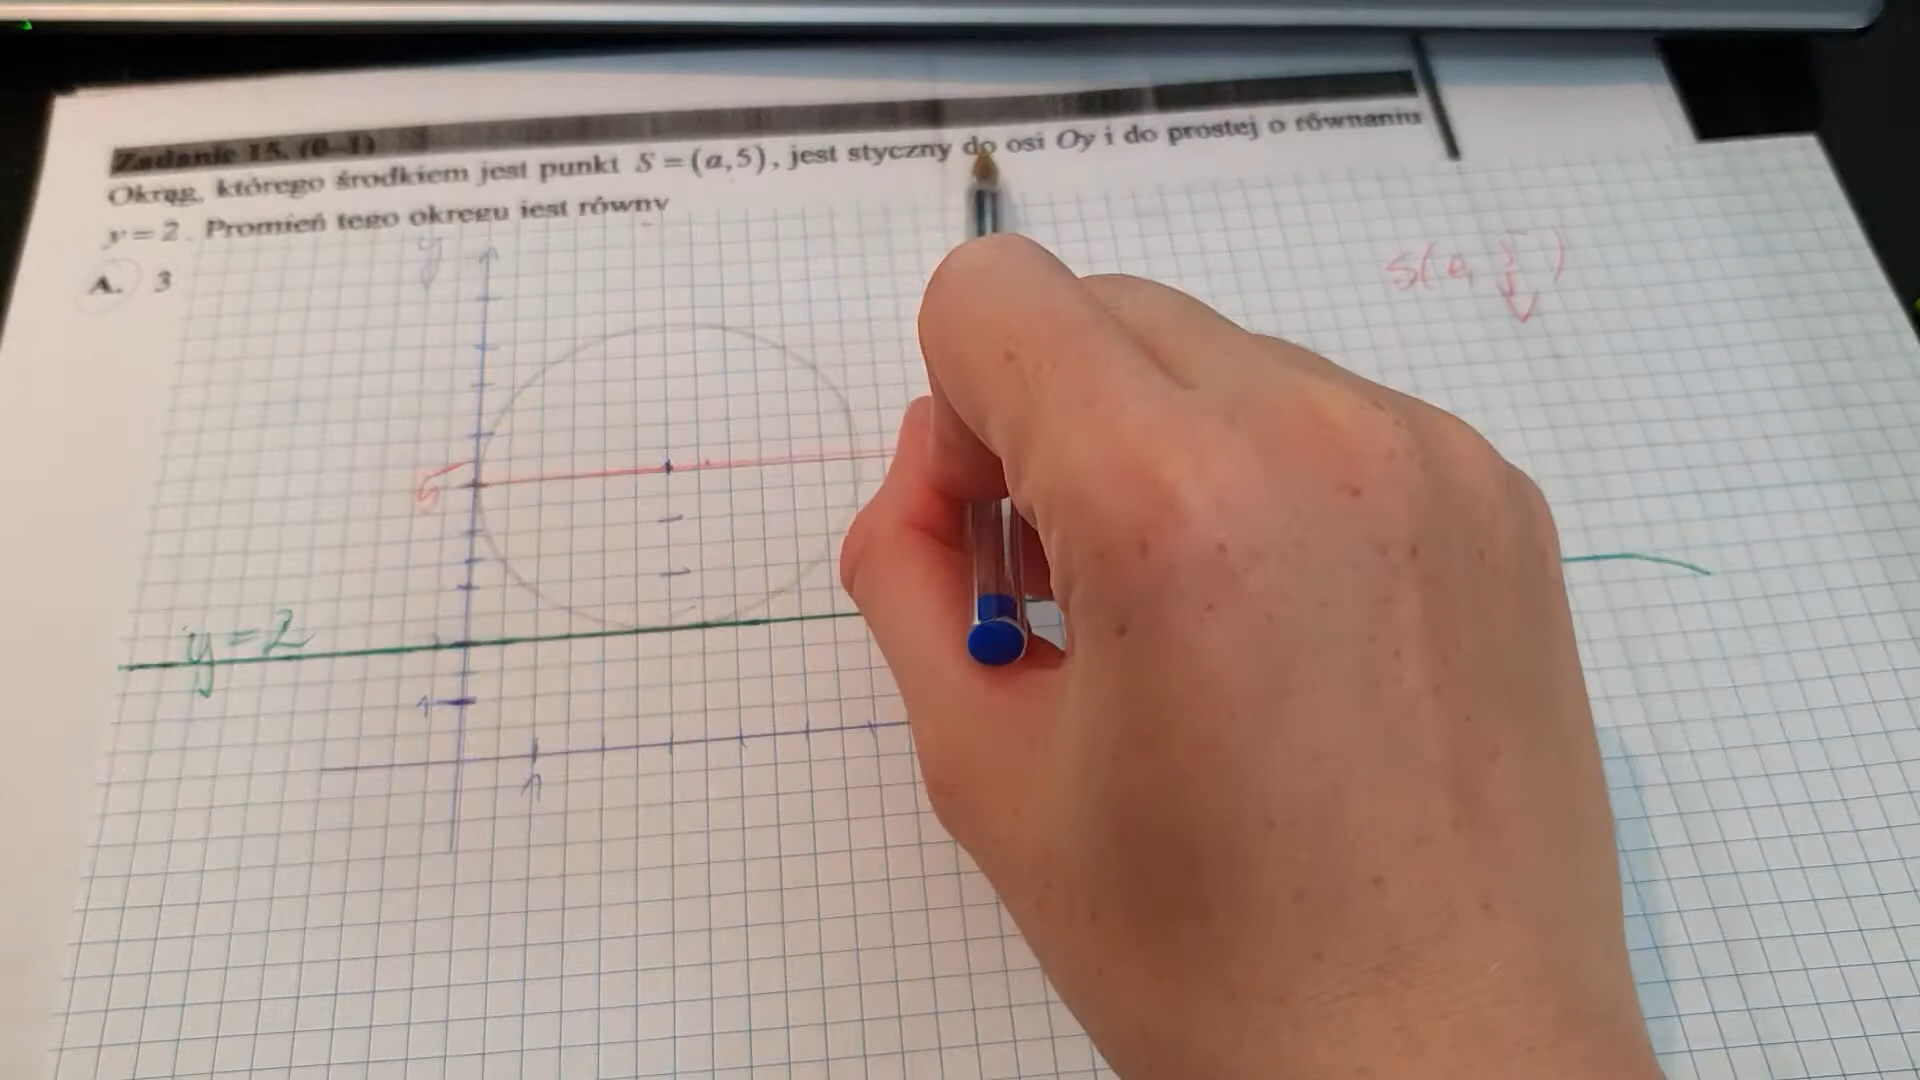 Zadanie 15. (0–1)
Okrąg, którego środkiem jest punkt S = (a, 5), jest styczny do osi Oy i do prostej o równaniu
y = 2. Promień tego okręgu jest równy
A. 3
y
S(a, 5)
5
y=2
1
1